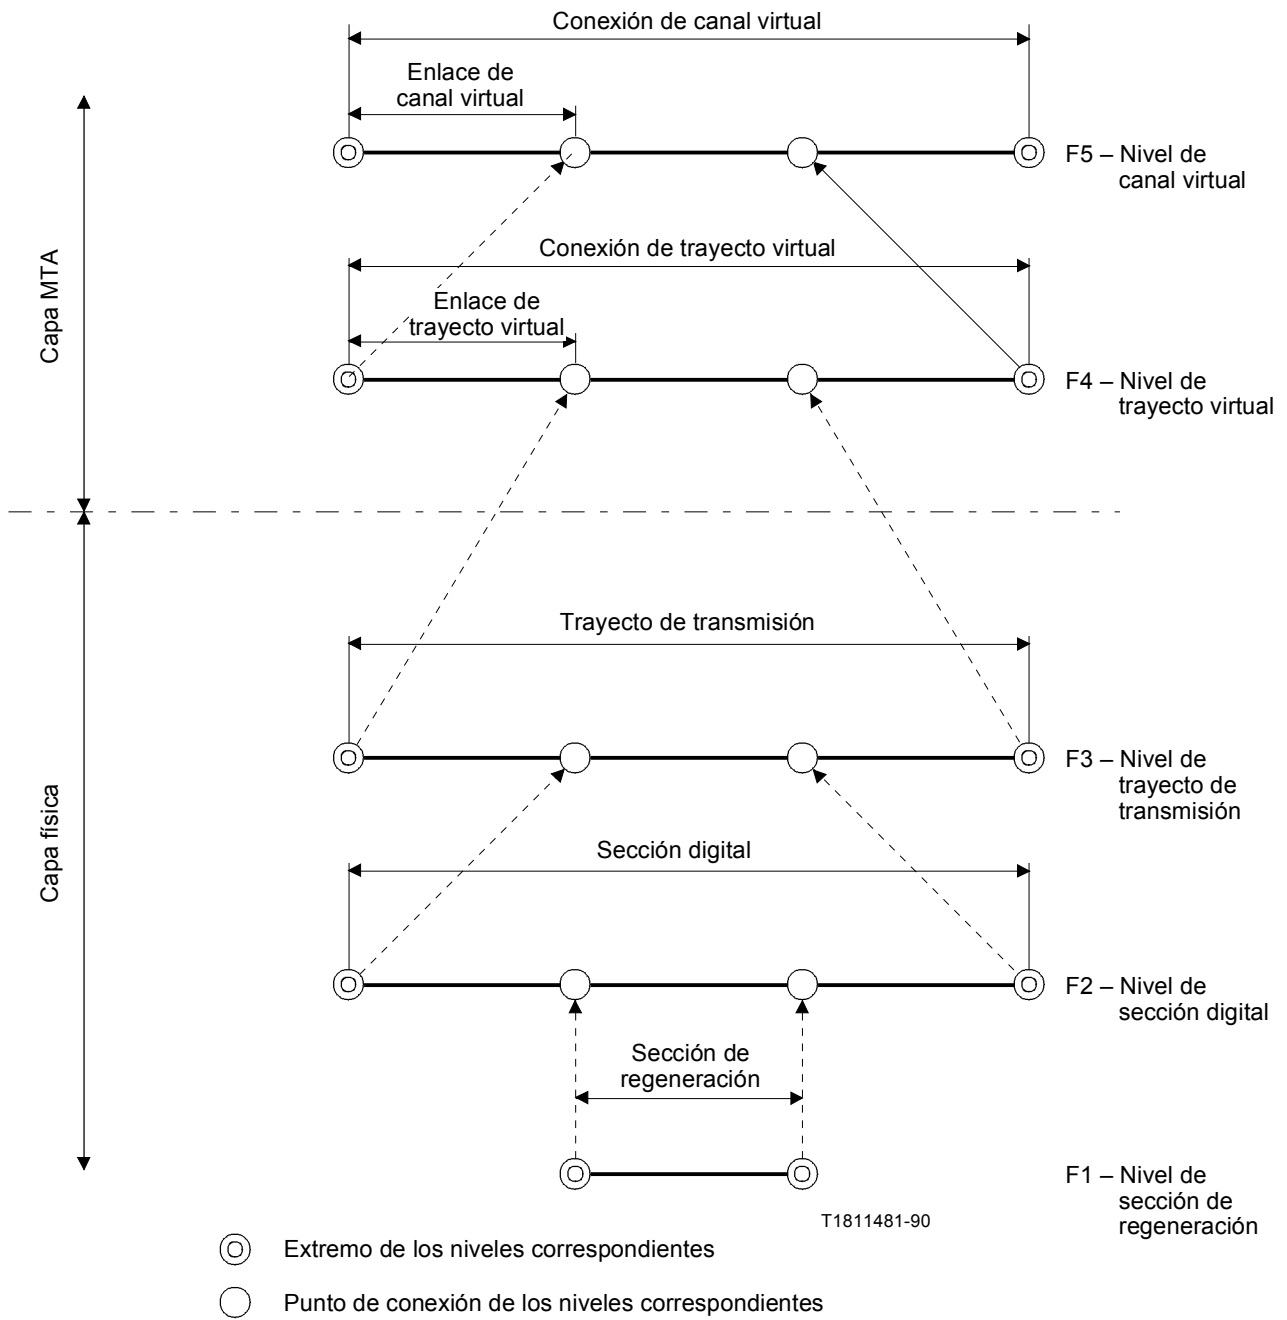 Conexión de canal virtual
Enlace de
canal virtual
F5 – Nivel de
canal virtual
Capa MTA
Conexión de trayecto virtual
Enlace de
trayecto virtual
F4 – Nivel de
trayecto virtual
Trayecto de transmisión
F3 – Nivel de
trayecto de
transmisión
Capa física
Sección digital
F2 – Nivel de
sección digital
Sección de
regeneración
F1 – Nivel de
sección de
regeneración
T1811481-90
Extremo de los niveles correspondientes
Punto de conexión de los niveles correspondientes